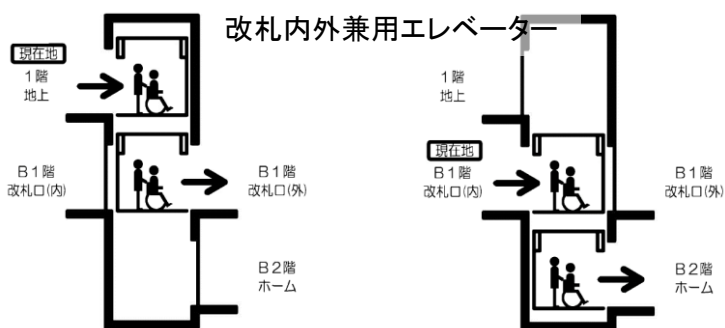 改札内外兼用エレベーター
現在地
1階
地上
B1階
改札口(内)
B1階
改札口(外)
B2階
ホーム
1階
地上
現在地
B1階
改札口(内)
B1階
改札口(外)
B2階
ホーム